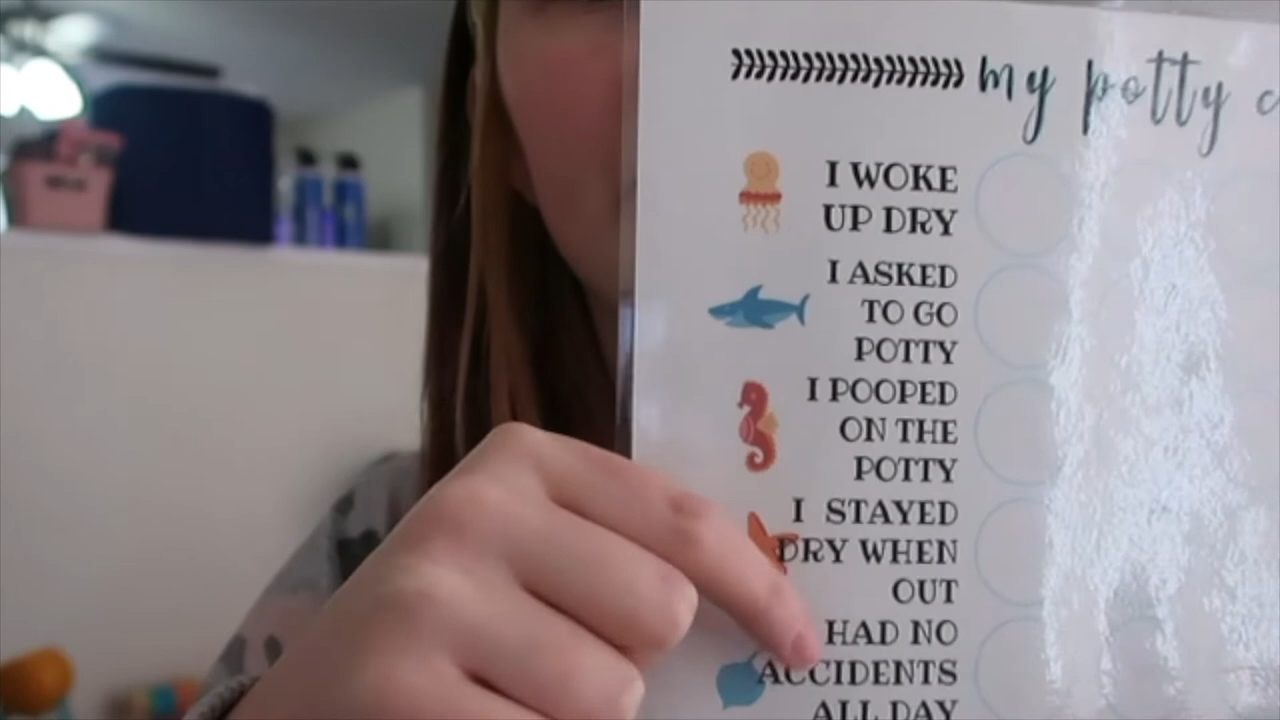 my potty c
I WOKE
UP DRY
I ASKED
TO GO
POTTY
I POOPED
ON THE
POTTY
I STAYED
DRY WHEN
OUT
HAD NO
ACCIDENTS
ALL DAY